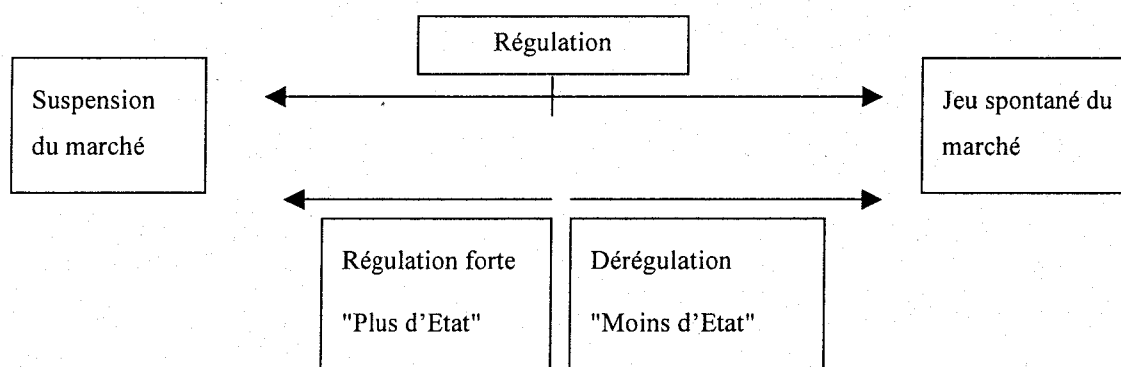 Régulation
Suspension
du marché
Jeu spontané du
marché
Régulation forte
"Plus d'Etat"
Dérégulation
"Moins d'Etat"